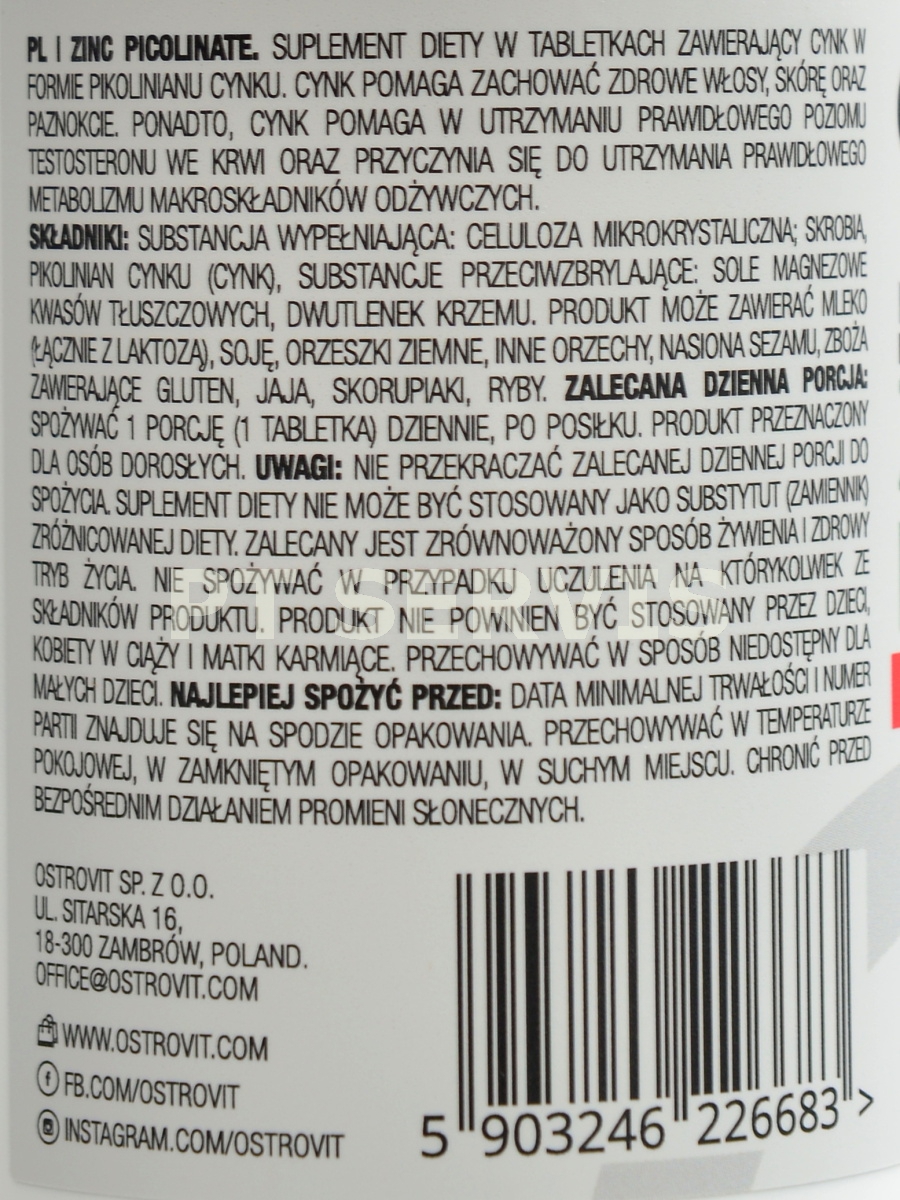 PL | ZINC PICOLINATE. SUPLEMENT DIETY W TABLETKACH ZAWIERAJĄCY CYNK W
FORMIE PIKOLINIANU CYNKU. CYNK POMAGA ZACHOWAĆ ZDROWE WŁOSY, SKÓRĘ ORAZ
PAZNOKCIE. PONADTO, CYNK POMAGA W UTRZYMANIU PRAWIDŁOWEGO POZIOMU
TESTOSTERONU WE KRWI ORAZ PRZYCZYNIA SIĘ DO UTRZYMANIA PRAWIDŁOWEGO
METABOLIZMU MAKROSKŁADNIKÓW ODŻYWCZYCH.
SKŁADNIKI: SUBSTANCJA WYPEŁNIAJĄCA: CELULOZA MIKROKRYSTALICZNA; SKROBIA,
PIKOLINIAN CYNKU (CYNK), SUBSTANCJE PRZECIWZBRYLAJĄCE: SOLE MAGNEZOWE
KWASÓW TŁUSZCZOWYCH, DWUTLENEK KRZEMU. PRODUKT MOŻE ZAWIERAĆ MLEKO
(ŁĄCZNIE Z LAKTOZĄ), SOJĘ, ORZESZKI ZIEMNE, INNE ORZECHY, NASIONA SEZAMU, ZBOŻA
ZAWIERAJĄCE GLUTEN, JAJA, SKORUPIAKI, RYBY. ZALECANA DZIENNA PORCJA:
SPOŻYWAĆ 1 PORCJĘ (1 TABLETKA) DZIENNIE, PO POSIŁKU. PRODUKT PRZEZNACZONY
DLA OSÓB DOROSŁYCH. UWAGI: NIE PRZEKRACZAĆ ZALECANEJ DZIENNEJ PORCJI DO
SPOŻYCIA. SUPLEMENT DIETY NIE MOŻE BYĆ STOSOWANY JAKO SUBSTYTUT (ZAMIENNIK)
ZRÓŻNICOWANEJ DIETY. ZALECANY JEST ZRÓWNOWAŻONY SPOSÓB ŻYWIENIA I ZDROWY
TRYB ŻYCIA. NIE SPOŻYWAĆ W PRZYPADKU UCZULENIA NA KTÓRYKOLWIEK ZE
PT SERVIS
SKŁADNIKÓW PRODUKTU. PRODUKT NIE POWINIEN BYĆ STOSOWANY PRZEZ DZIECI,
KOBIETY W CIĄŻY I MATKI KARMIĄCE. PRZECHOWYWAĆ W SPOSÓB NIEDOSTĘPNY DLA
MAŁYCH DZIECI. NAJLEPIEJ SPOŻYĆ PRZED: DATA MINIMALNEJ TRWAŁOŚCI I NUMER
PARTII ZNAJDUJE SIĘ NA SPODZIE OPAKOWANIA. PRZECHOWYWAĆ W TEMPERATURZE
POKOJOWEJ, W ZAMKNIĘTYM OPAKOWANIU, W SUCHYM MIEJSCU. CHRONIĆ PRZED
BEZPOŚREDNIM DZIAŁANIEM PROMIENI SŁONECZNYCH.
OSTROVIT SP. Z O.O.
UL. SITARSKA 16,
18-300 ZAMBRÓW, POLAND.
OFFICE@OSTROVIT.COM
WWW.OSTROVIT.COM
FB.COM/OSTROVIT
INSTAGRAM.COM/OSTROVIT
5 903246 226683 >